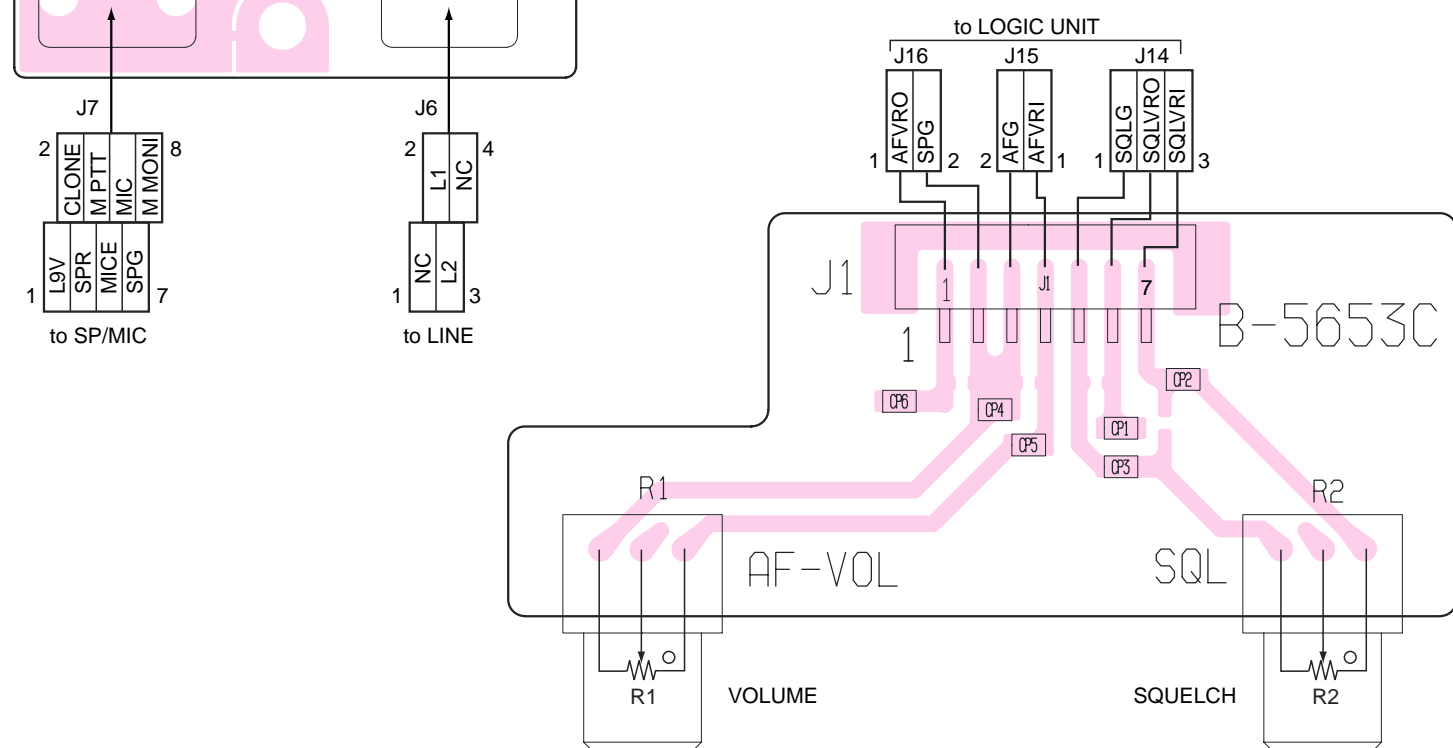 to LOGIC UNIT
J16 J15 J14
AFVRO
SPG
AFG
AFVRI
SQLG
SQLVRO
SQLVRI
1 2 2 1 1 3
J7
2 8
CLONE
M PTT
MIC
M MONI
L9V
SPR
MICE
SPG
1 7
to SP/MIC
J6
2 4
L1
NC
NC
L2
1 3
to LINE
J1
1 J1 7
1
B-5653C
CP6
CP4
CP5
CP2
CP1
CP3
R1
R2
AF-VOL
SQL
R1
VOLUME
SQUELCH
R2